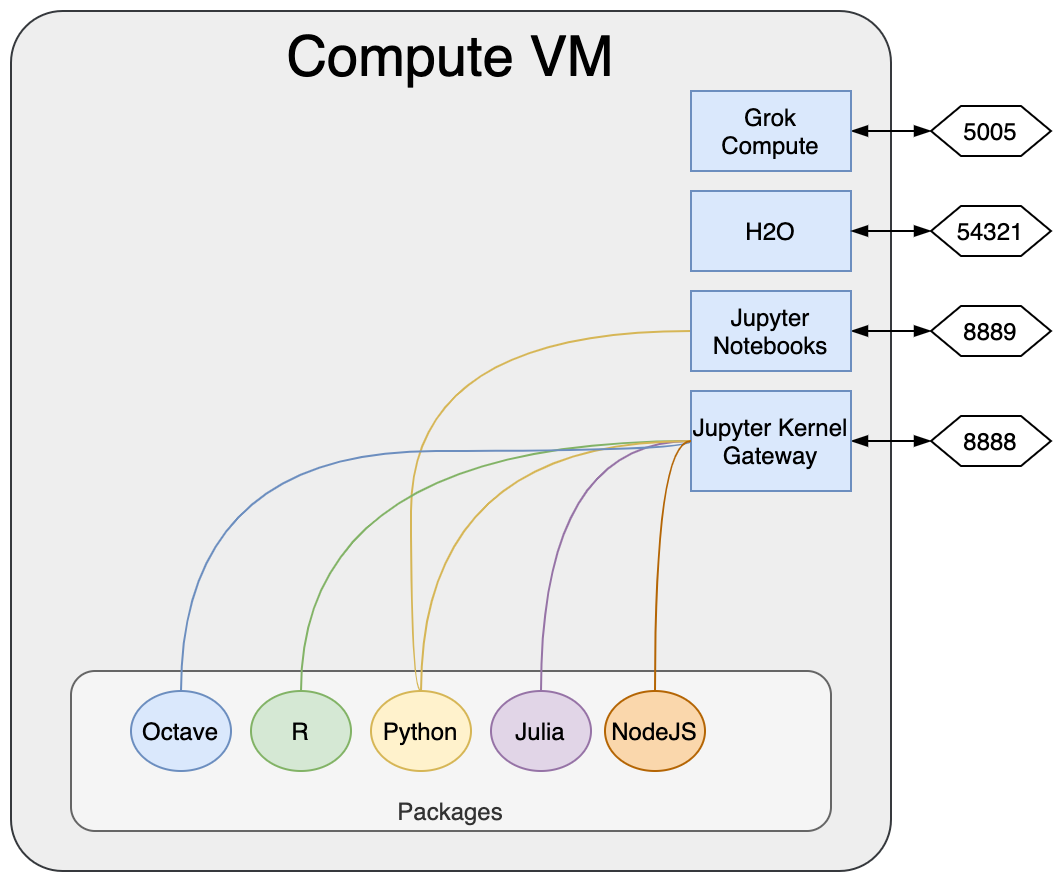 Compute VM
Grok
Compute
5005
H2O
54321
Jupyter
Notebooks
8889
Jupyter Kernel
Gateway
8888
Octave
R
Python
Julia
NodeJS
Packages